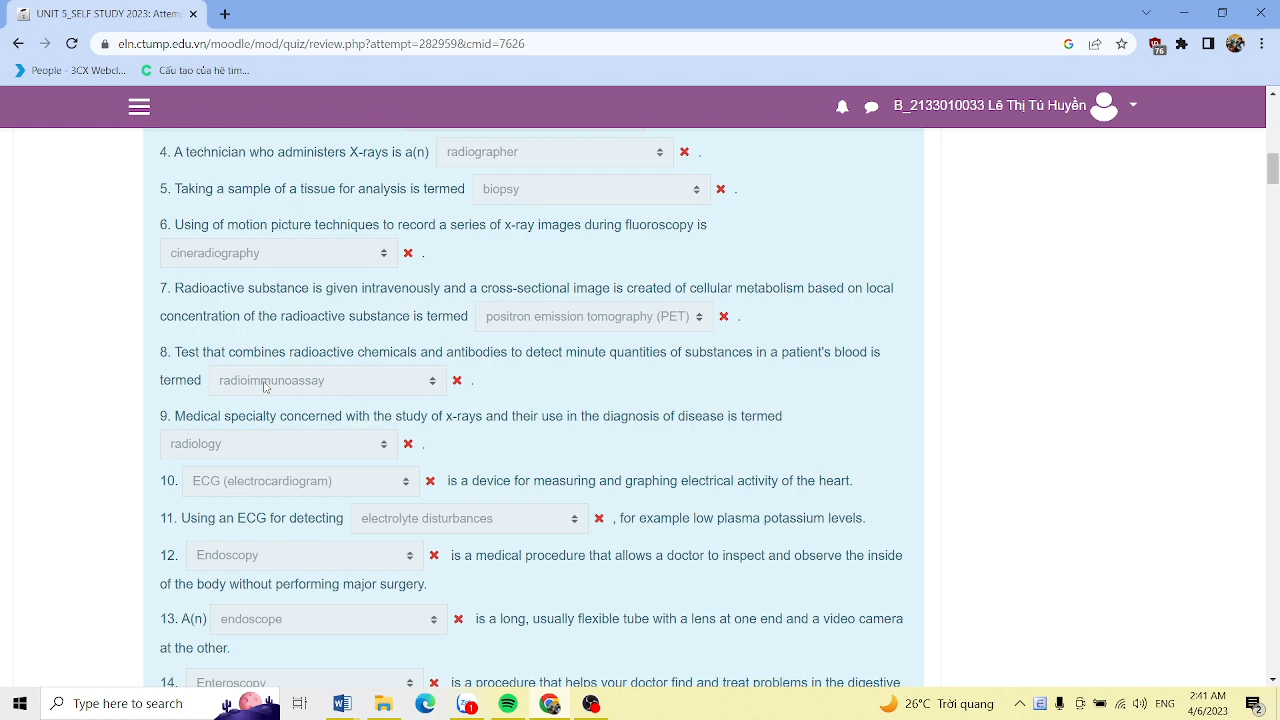 UNIT 5_SELF STUDY 2023: Attem
eln.ctump.edu.vn/moodle/mod/quiz/review.php?attempt=282959&cmid=7626
76
People - 3CX Webcl...
Cấu tạo của hệ tim...
B_2133010033 Lê Thị Tú Huyền
4. A technician who administers X-rays is a(n) radiographer .
5. Taking a sample of a tissue for analysis is termed biopsy .
6. Using of motion picture techniques to record a series of x-ray images during fluoroscopy is
cineradiography .
7. Radioactive substance is given intravenously and a cross-sectional image is created of cellular metabolism based on local
concentration of the radioactive substance is termed positron emission tomography (PET) .
8. Test that combines radioactive chemicals and antibodies to detect minute quantities of substances in a patient's blood is
termed radioimmunoassay .
9. Medical specialty concerned with the study of x-rays and their use in the diagnosis of disease is termed
radiology .
10. ECG (electrocardiogram) is a device for measuring and graphing electrical activity of the heart.
11. Using an ECG for detecting electrolyte disturbances , for example low plasma potassium levels.
12. Endoscopy is a medical procedure that allows a doctor to inspect and observe the inside
of the body without performing major surgery.
13. A(n) endoscope is a long, usually flexible tube with a lens at one end and a video camera
at the other.
14. Enteroscopy is a procedure that helps your doctor find and treat problems in the digestive
Type here to search
1
26°C Trời quang
ENG
2:41 AM
4/6/2023
2